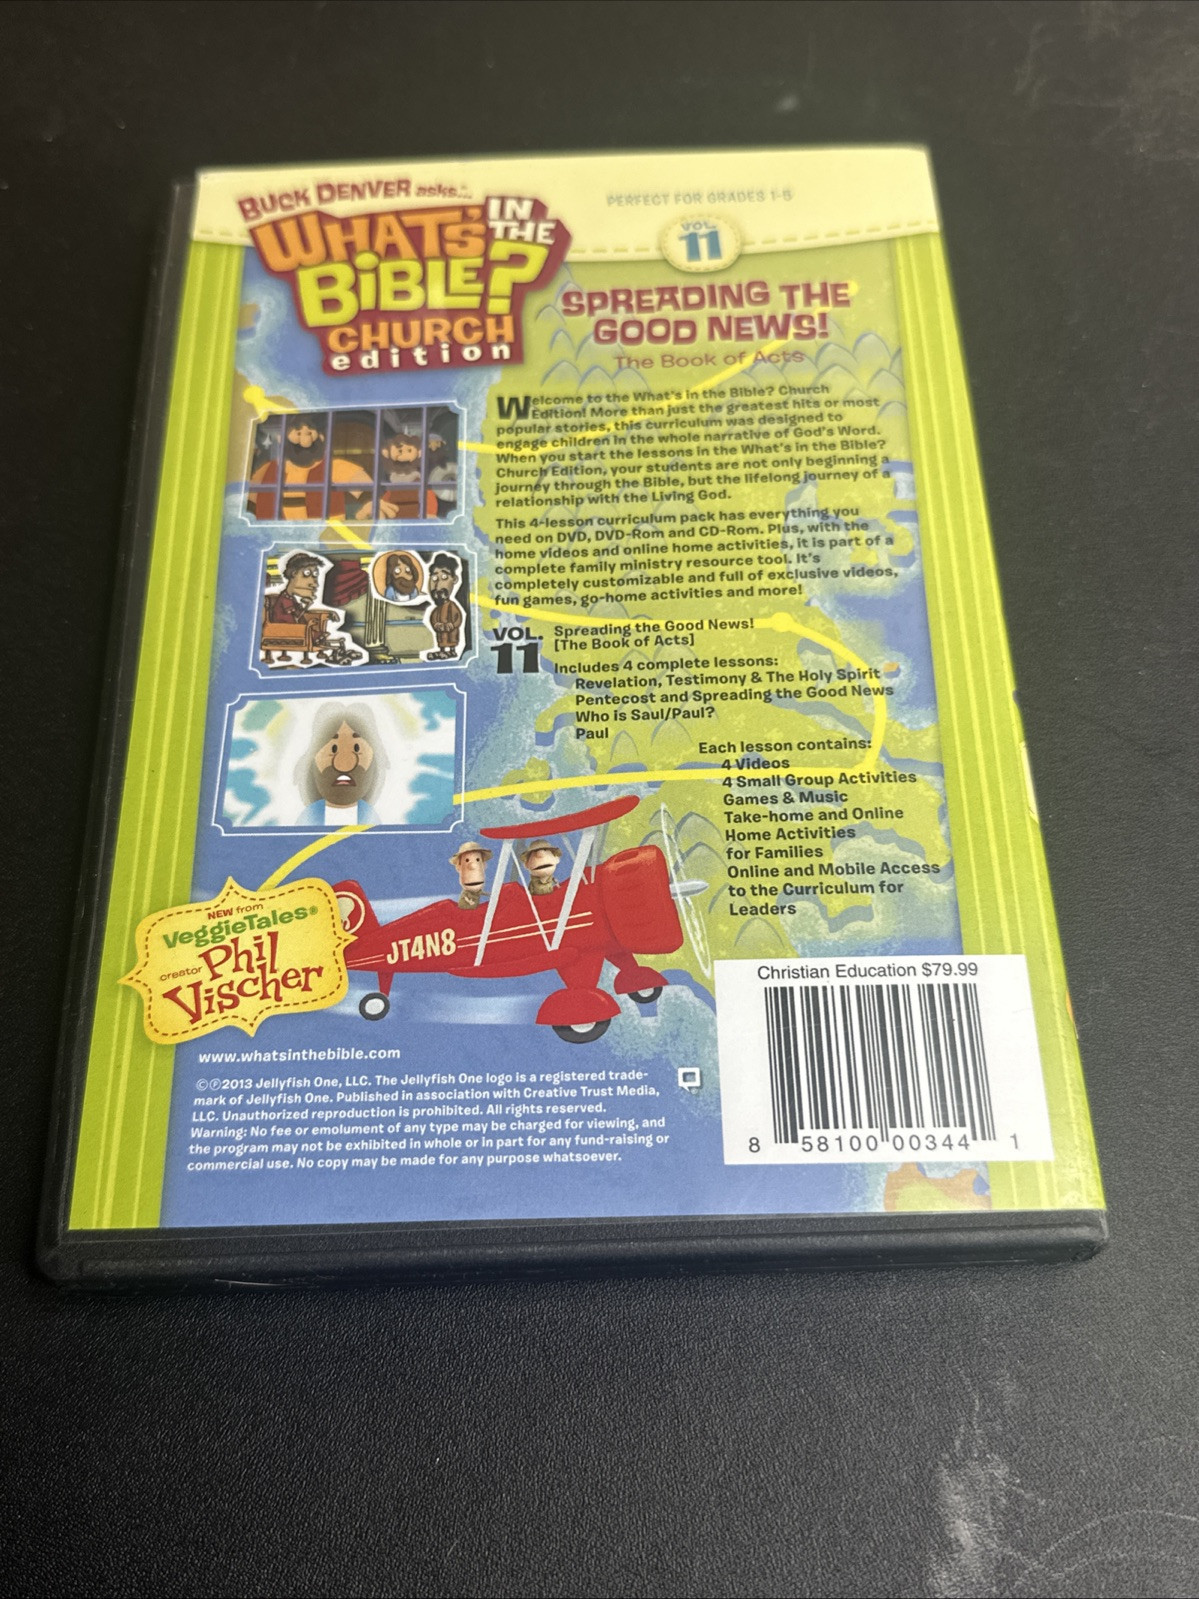 BUCK DENVER asks...
WHAT'S IN THE BiBLE?
CHURCH
edition
PERFECT FOR GRADES 1-5
VOL.
11
SPREADING THE
GOOD NEWS!
The Book of Acts
Welcome to the What's in the Bible? Church
Edition! More than just the greatest hits or most
popular stories, this curriculum was designed to
engage children in the whole narrative of God's Word.
When you start the lessons in the What's in the Bible?
Church Edition, your students are not only beginning a
journey through the Bible, but the lifelong journey of a
relationship with the Living God.
This 4-lesson curriculum pack has everything you
need on DVD, DVD-Rom and CD-Rom. Plus, with the
home videos and online home activities, it is part of a
complete family ministry resource tool. It's
completely customizable and full of exclusive videos,
fun games, go-home activities and more!
VOL.
11
Spreading the Good News!
[The Book of Acts]
Includes 4 complete lessons:
Revelation, Testimony & The Holy Spirit
Pentecost and Spreading the Good News
Who is Saul/Paul?
Paul
Each lesson contains:
4 Videos
4 Small Group Activities
Games & Music
Take-home and Online
Home Activities
for Families
Online and Mobile Access
to the Curriculum for
Leaders
JT4N8
NEW from
VeggieTales®
creator Phil
Vischer
www.whatsinthebible.com
©℗2013 Jellyfish One, LLC. The Jellyfish One logo is a registered trade-
mark of Jellyfish One. Published in association with Creative Trust Media,
LLC. Unauthorized reproduction is prohibited. All rights reserved.
Warning: No fee or emolument of any type may be charged for viewing, and
the program may not be exhibited in whole or in part for any fund-raising or
commercial use. No copy may be made for any purpose whatsoever.
Christian Education $79.99
8 58100 00344 1